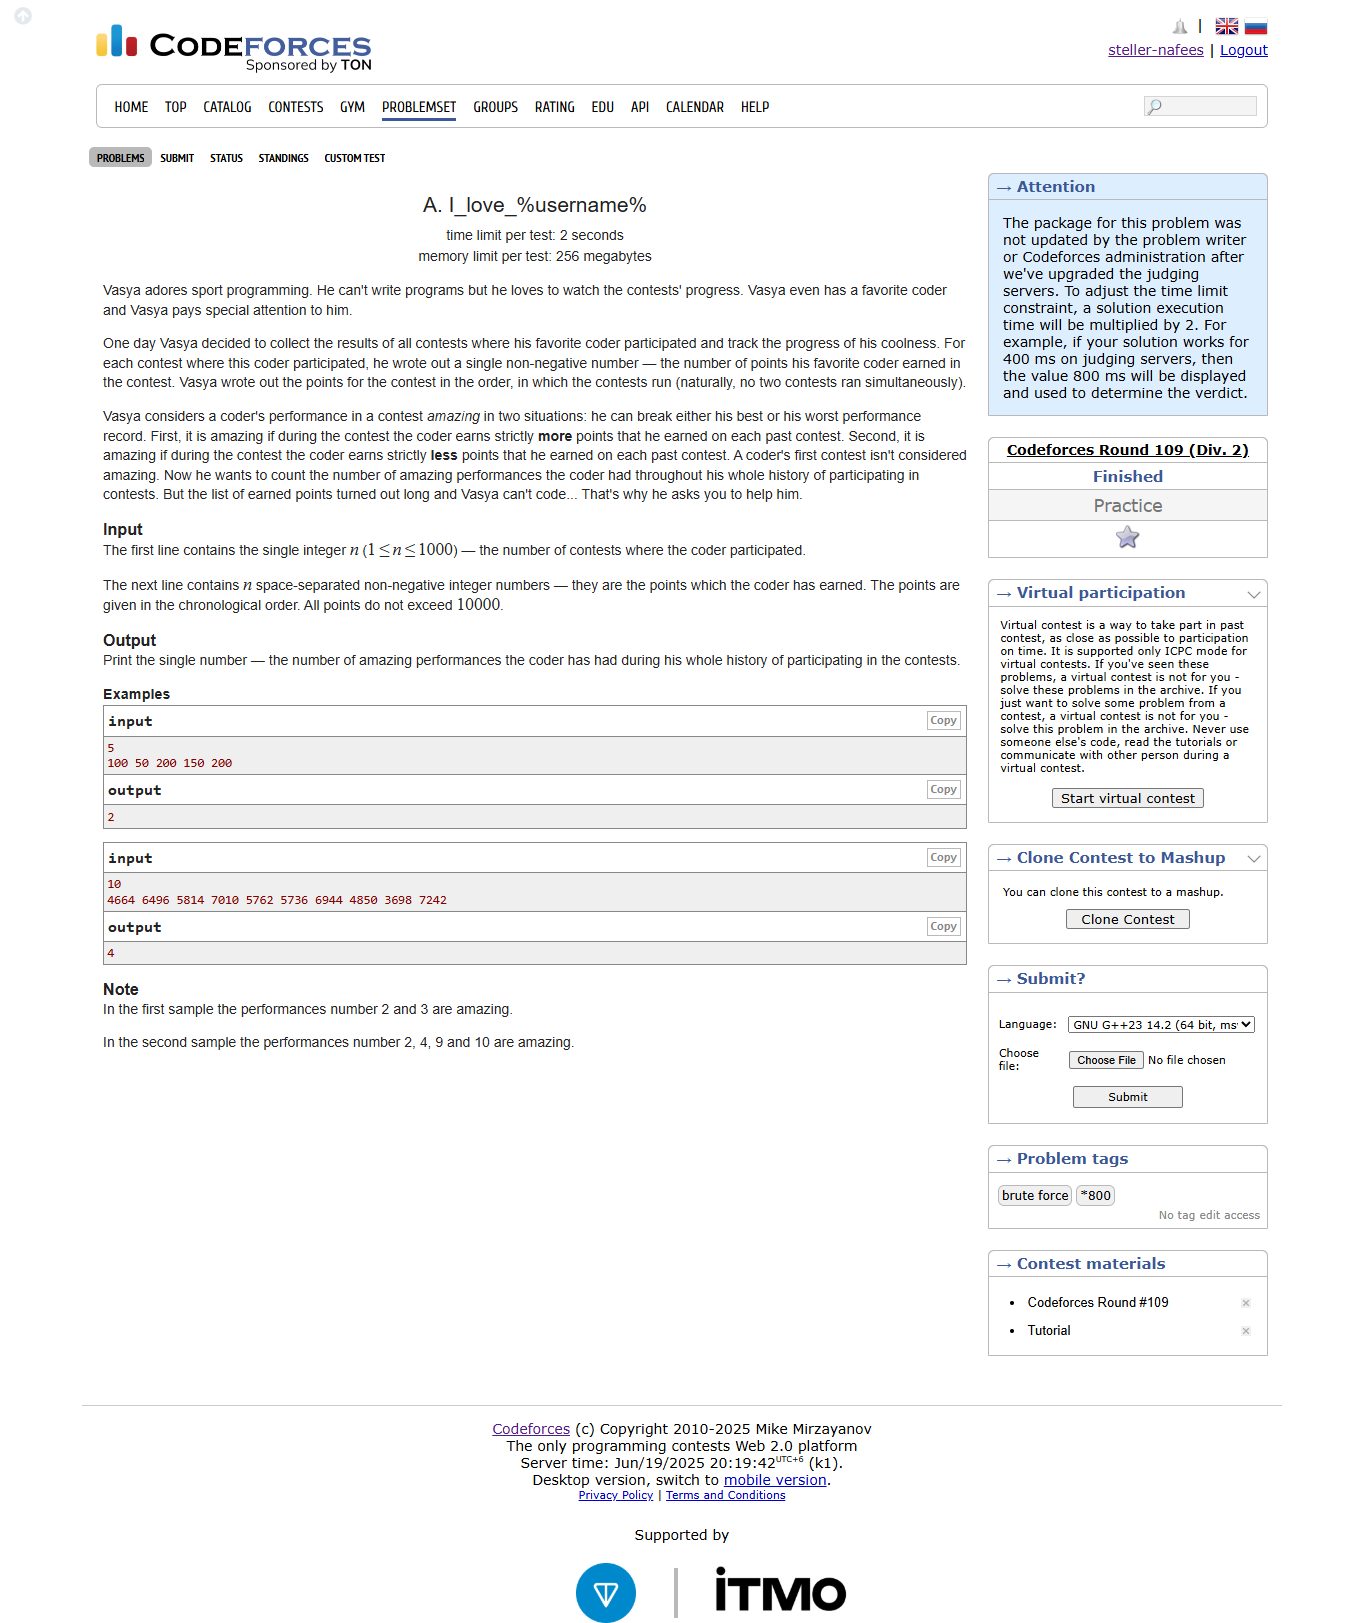 CODEFORCES
Sponsored by TON
|
steller-nafees | Logout
HOME TOP CATALOG CONTESTS GYM PROBLEMSET GROUPS RATING EDU API CALENDAR HELP
PROBLEMS SUBMIT STATUS STANDINGS CUSTOM TEST
A. I_love_%username%
time limit per test: 2 seconds
memory limit per test: 256 megabytes
Vasya adores sport programming. He can't write programs but he loves to watch the contests' progress. Vasya even has a favorite coder
and Vasya pays special attention to him.
One day Vasya decided to collect the results of all contests where his favorite coder participated and track the progress of his coolness. For
each contest where this coder participated, he wrote out a single non-negative number — the number of points his favorite coder earned in
the contest. Vasya wrote out the points for the contest in the order, in which the contests run (naturally, no two contests ran simultaneously).
Vasya considers a coder's performance in a contest amazing in two situations: he can break either his best or his worst performance
record. First, it is amazing if during the contest the coder earns strictly more points that he earned on each past contest. Second, it is
amazing if during the contest the coder earns strictly less points that he earned on each past contest. A coder's first contest isn't considered
amazing. Now he wants to count the number of amazing performances the coder had throughout his whole history of participating in
contests. But the list of earned points turned out long and Vasya can't code... That's why he asks you to help him.
Input
The first line contains the single integer n (1 ≤ n ≤ 1000) — the number of contests where the coder participated.
The next line contains n space-separated non-negative integer numbers — they are the points which the coder has earned. The points are
given in the chronological order. All points do not exceed 10000.
Output
Print the single number — the number of amazing performances the coder has had during his whole history of participating in the contests.
Examples
input Copy
5
100 50 200 150 200
output Copy
2
input Copy
10
4664 6496 5814 7010 5762 5736 6944 4850 3698 7242
output Copy
4
Note
In the first sample the performances number 2 and 3 are amazing.
In the second sample the performances number 2, 4, 9 and 10 are amazing.
→ Attention
The package for this problem was
not updated by the problem writer
or Codeforces administration after
we've upgraded the judging
servers. To adjust the time limit
constraint, a solution execution
time will be multiplied by 2. For
example, if your solution works for
400 ms on judging servers, then
the value 800 ms will be displayed
and used to determine the verdict.
Codeforces Round 109 (Div. 2)
Finished
Practice
→ Virtual participation
Virtual contest is a way to take part in past
contest, as close as possible to participation
on time. It is supported only ICPC mode for
virtual contests. If you've seen these
problems, a virtual contest is not for you -
solve these problems in the archive. If you
just want to solve some problem from a
contest, a virtual contest is not for you -
solve this problem in the archive. Never use
someone else's code, read the tutorials or
communicate with other person during a
virtual contest.
Start virtual contest
→ Clone Contest to Mashup
You can clone this contest to a mashup.
Clone Contest
→ Submit?
Language: GNU G++23 14.2 (64 bit, ms
Choose
file:
Choose File No file chosen
Submit
→ Problem tags
brute force *800
No tag edit access
→ Contest materials
• Codeforces Round #109 ×
• Tutorial ×
Codeforces (c) Copyright 2010-2025 Mike Mirzayanov
The only programming contests Web 2.0 platform
Server time: Jun/19/2025 20:19:42UTC+6 (k1).
Desktop version, switch to mobile version.
Privacy Policy | Terms and Conditions
Supported by
iTMO